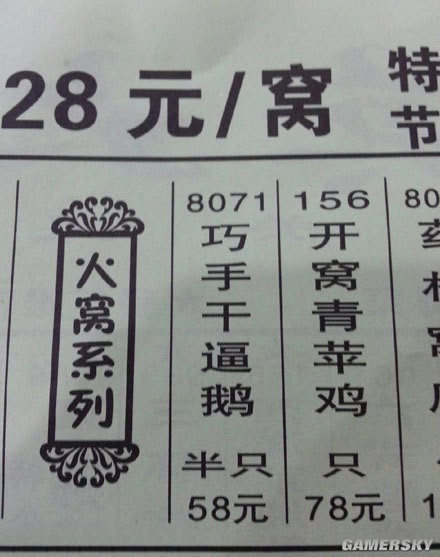 28 元/窝
特
节
火窝系列
8071
巧手干逼鹅
半只
58元
156
开窝青苹鸡
只
78元
80
GAMERSKY